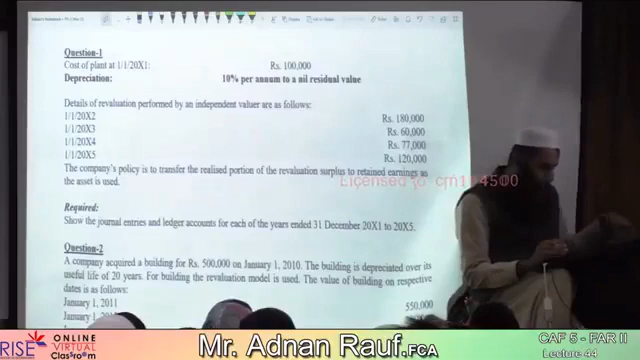 Question-1
Cost of plant at 1/1/20X1: Rs. 100,000
Depreciation: 10% per annum to a nil residual value
Details of revaluation performed by an independent valuer are as follows:
1/1/20X2 Rs. 180,000
1/1/20X3 Rs. 60,000
1/1/20X4 Rs. 77,000
1/1/20X5 Rs. 120,000
The company's policy is to transfer the realised portion of the revaluation surplus to retained earnings as
the asset is used.
Licensed to
Required:
Show the journal entries and ledger accounts for each of the years ended 31 December 20X1 to 20X5.
Question-2
A company acquired a building for Rs. 500,000 on January 1, 2010. The building is depreciated over its
useful life of 20 years. For building the revaluation model is used. The value of building on respective
dates is as follows:
January 1, 2011 550,000
January 1,
RISE ONLINE VIRTUAL Classroom
Mr. Adnan Rauf.FCA
CAF 5 - FAR II
Lecture 44